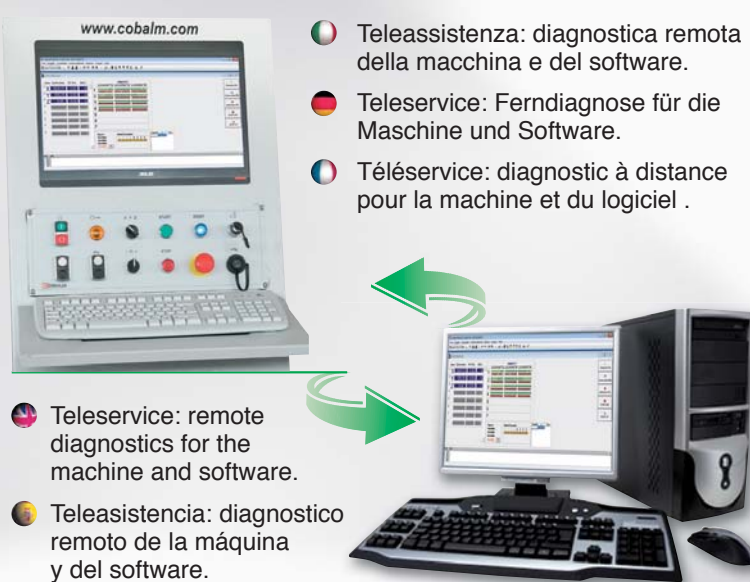 www.cobalm.com
Teleassistenza: diagnostica remota
della macchina e del software.
Teleservice: Ferndiagnose für die
Maschine und Software.
Téléservice: diagnostic à distance
pour la machine et du logiciel .
START
STOP
Teleservice: remote
diagnostics for the
machine and software.
Teleasistencia: diagnostico
remoto de la máquina
y del software.